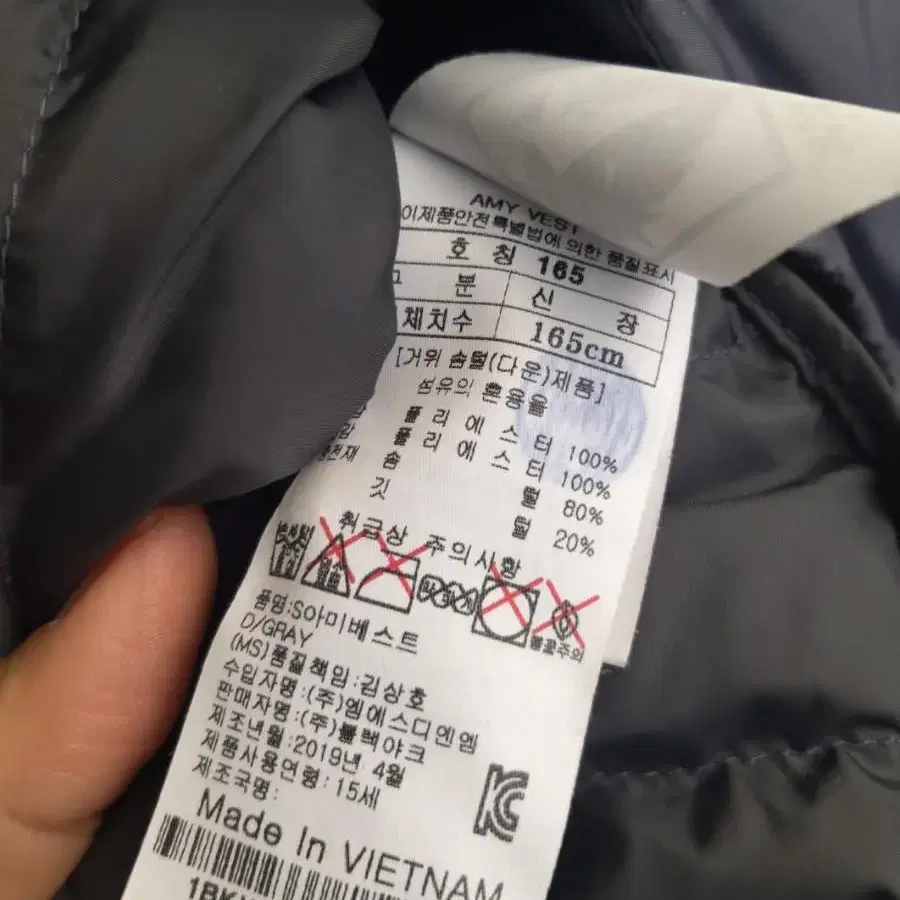 AMY VEST
이제품안전특별법에 의한 품질표시
호 칭 165
분 신 장
체치수 165cm
[거위 솜털(다운)제품]
섬유의 혼용율
폴 리 에 스 터 100%
폴 리 에 스 터 100%
솜 털 80%
깃 털 20%
취급상 주의사항
불꽃주의
품명:S아미베스트
D/GRAY
(MS)품질책임:김상호
수입자명:(주)엠에스디엔엠
판매자명:(주)블랙야크
제조년월:2019년 4월
제품사용연령:15세
제조국명:
Made In VIETNAM